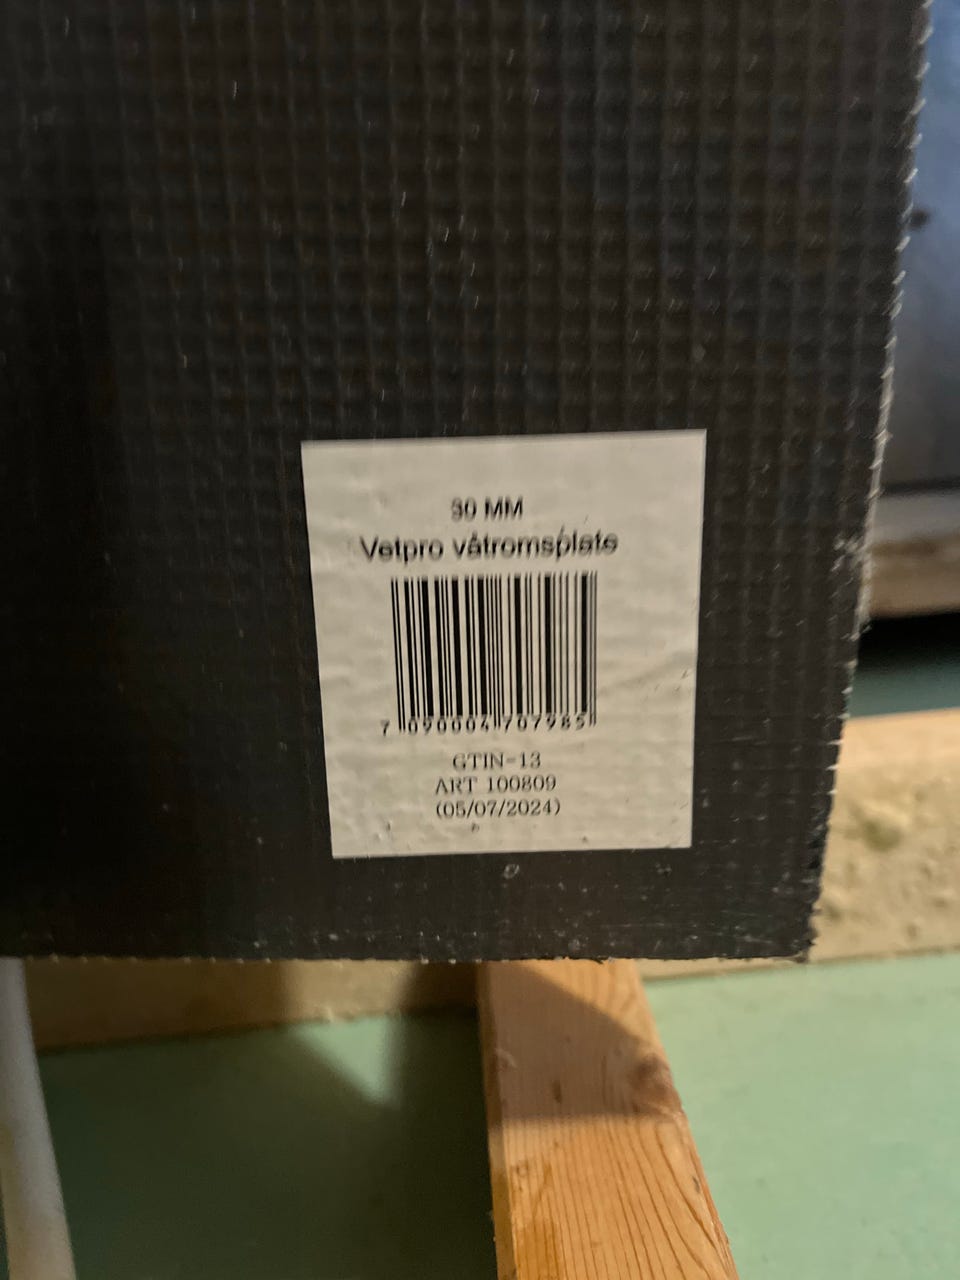 30 MM
Vetpro våtromsplate
7 090004 707985
GTIN-13
ART 100809
(05/07/2024)